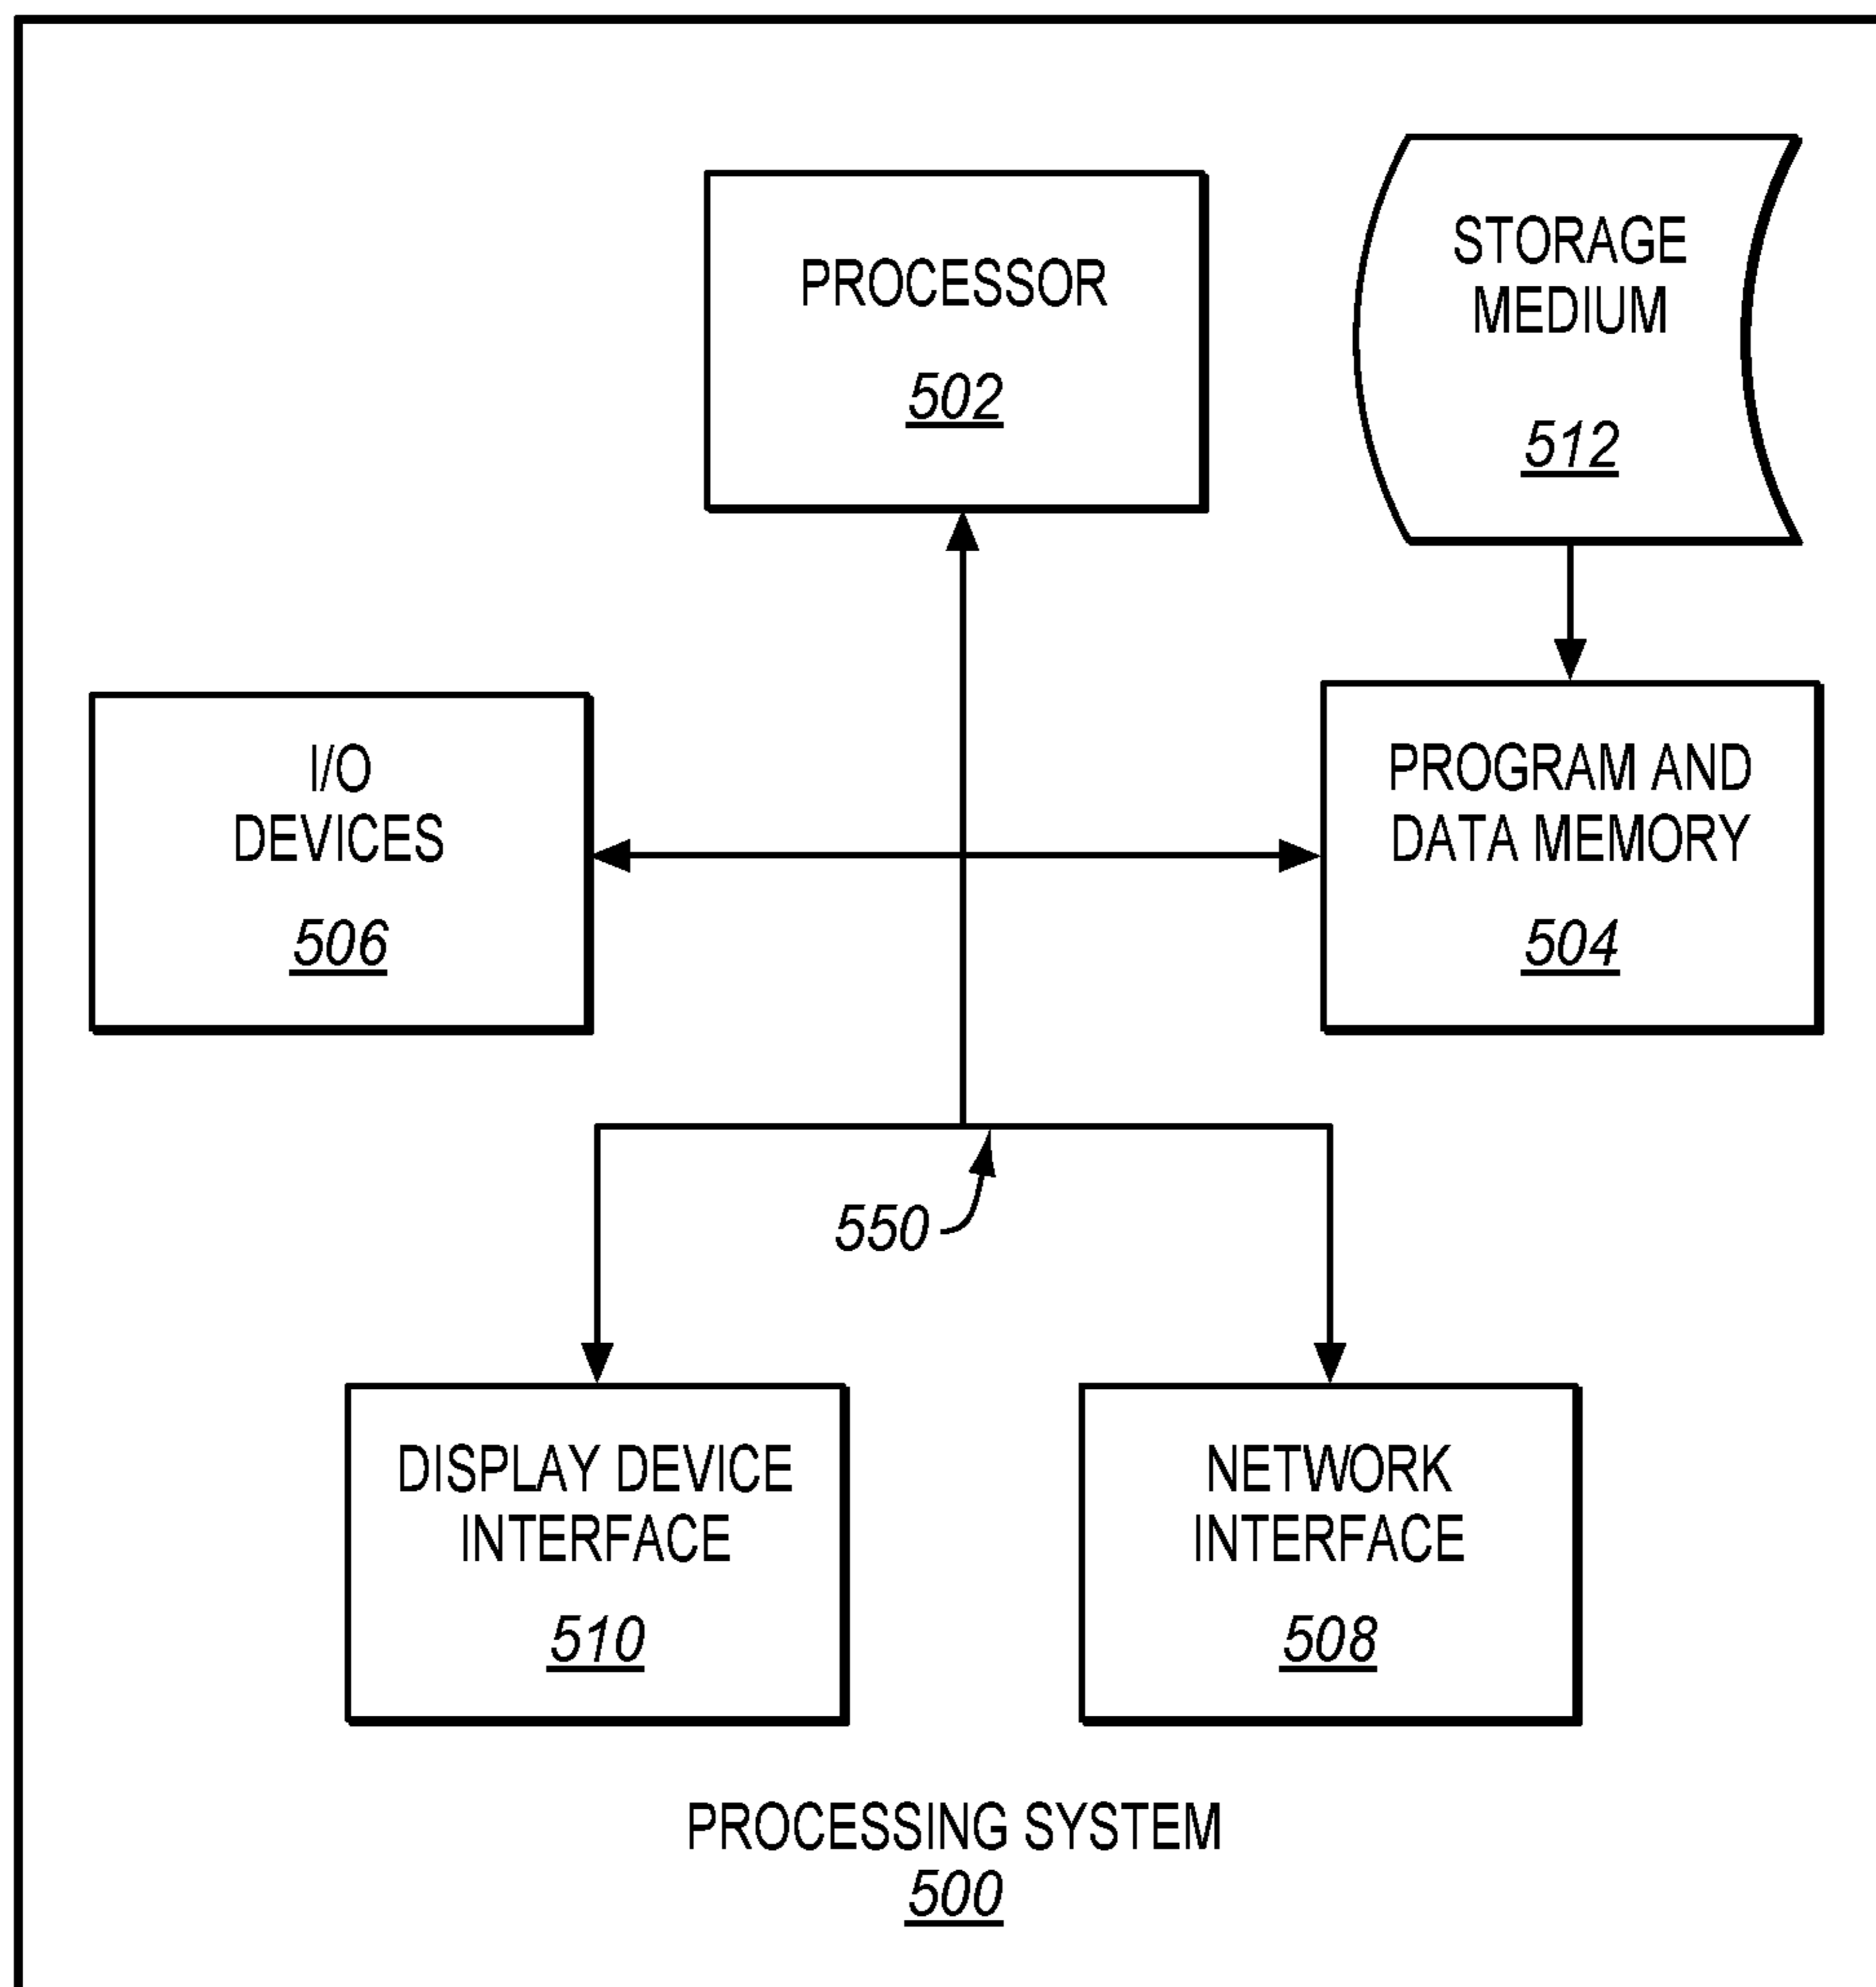 PROCESSOR
502
STORAGE
MEDIUM
512
I/O
DEVICES
506
PROGRAM AND
DATA MEMORY
504
550
DISPLAY DEVICE
INTERFACE
510
NETWORK
INTERFACE
508
PROCESSING SYSTEM
500